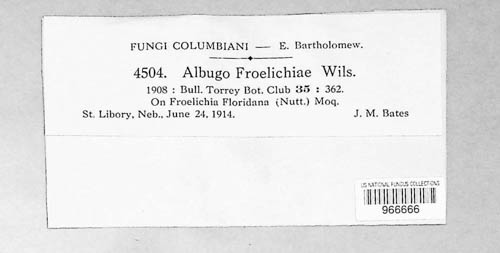 FUNGI COLUMBIANI — E. Bartholomew.
4504. Albugo Froelichiae Wils.
1908 : Bull. Torrey Bot. Club 35 : 362.
On Froelichia Floridana (Nutt.) Moq.
St. Libory, Neb., June 24, 1914. J. M. Bates
US NATIONAL FUNGUS COLLECTIONS
966666